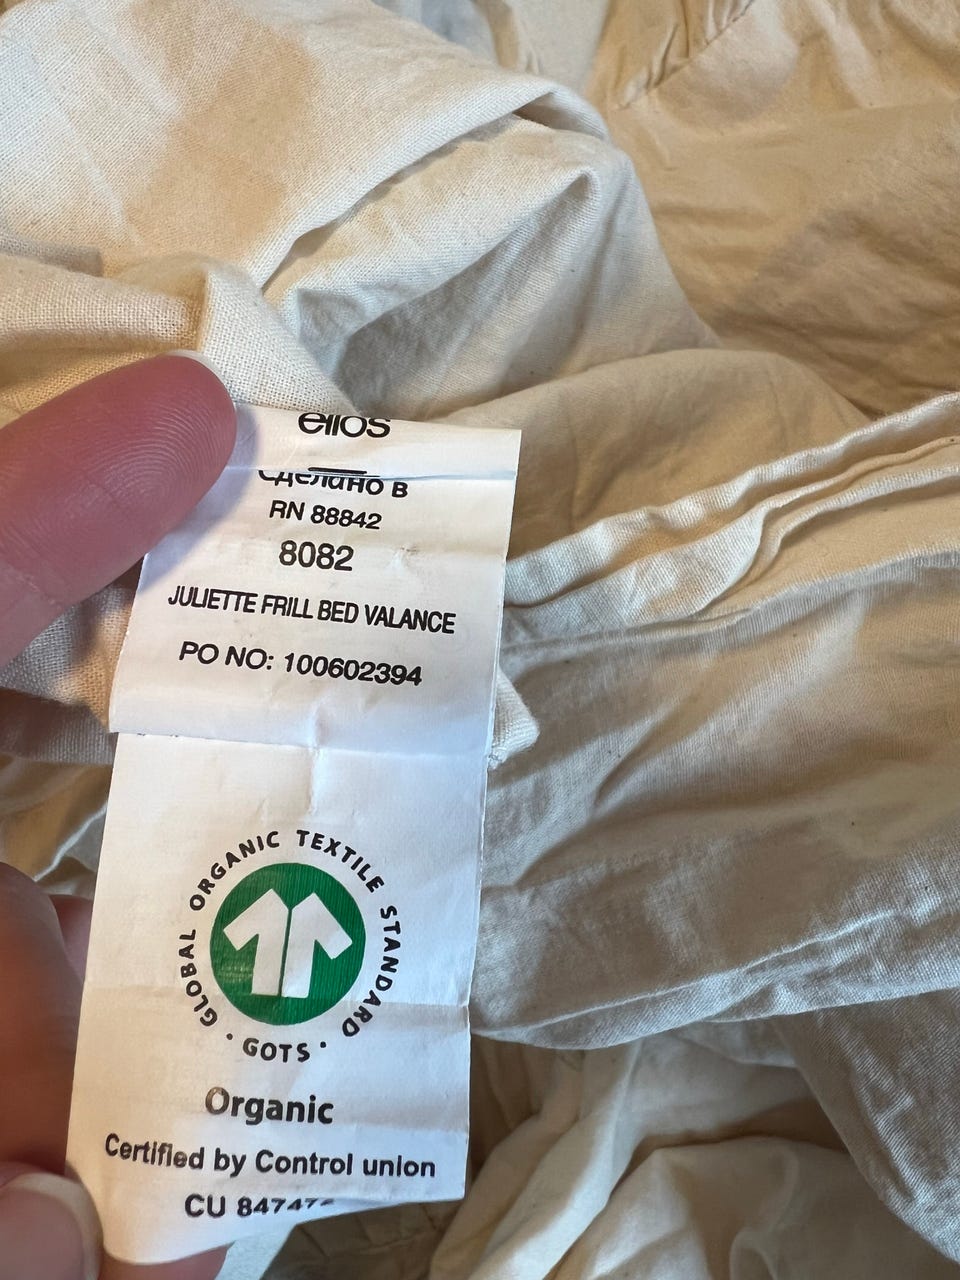 ellos
Сделано в
RN 88842
8082
JULIETTE FRILL BED VALANCE
PO NO: 100602394
GLOBAL ORGANIC TEXTILE STANDARD · GOTS ·
Organic
Certified by Control union
CU